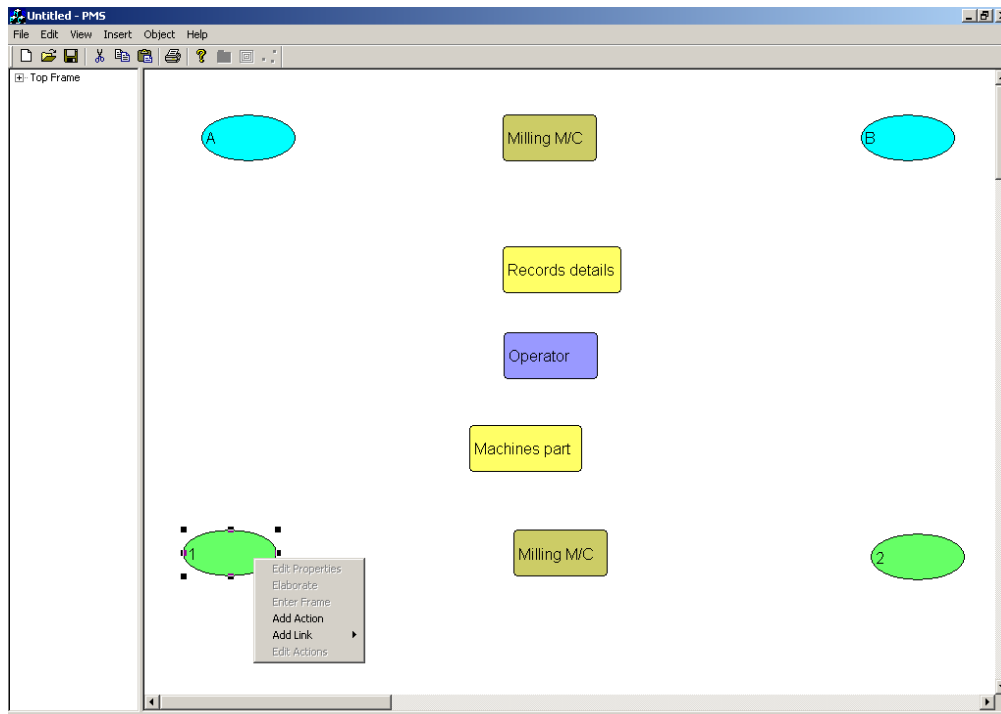 Untitled - PMS
File Edit View Insert Object Help
Top Frame
A
Milling M/C
B
Records details
Operator
Machines part
1
Milling M/C
2
Edit Properties
Elaborate
Enter Frame
Add Action
Add Link
Edit Actions